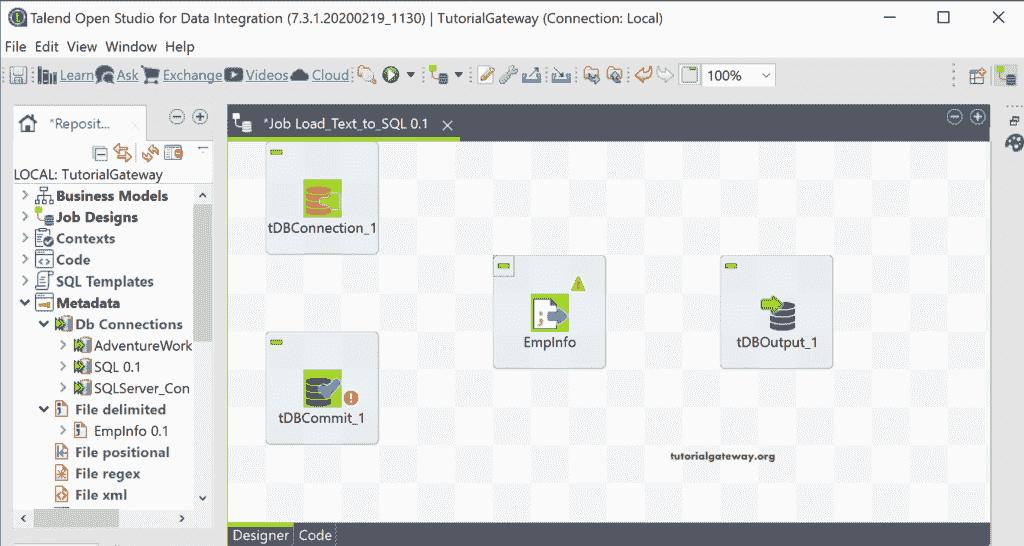 Talend Open Studio for Data Integration (7.3.1.20200219_1130) | TutorialGateway (Connection: Local)
File Edit View Window Help
Learn Ask Exchange Videos Cloud 100%
*Reposit...
*Job Load_Text_to_SQL 0.1
LOCAL: TutorialGateway
Business Models
Job Designs
Contexts
Code
SQL Templates
Metadata
Db Connections
AdventureWork
SQL 0.1
SQLServer_Con
File delimited
EmpInfo 0.1
File positional
File regex
File xml
tDBConnection_1
EmpInfo
tDBOutput_1
tDBCommit_1
tutorialgateway.org
Designer Code